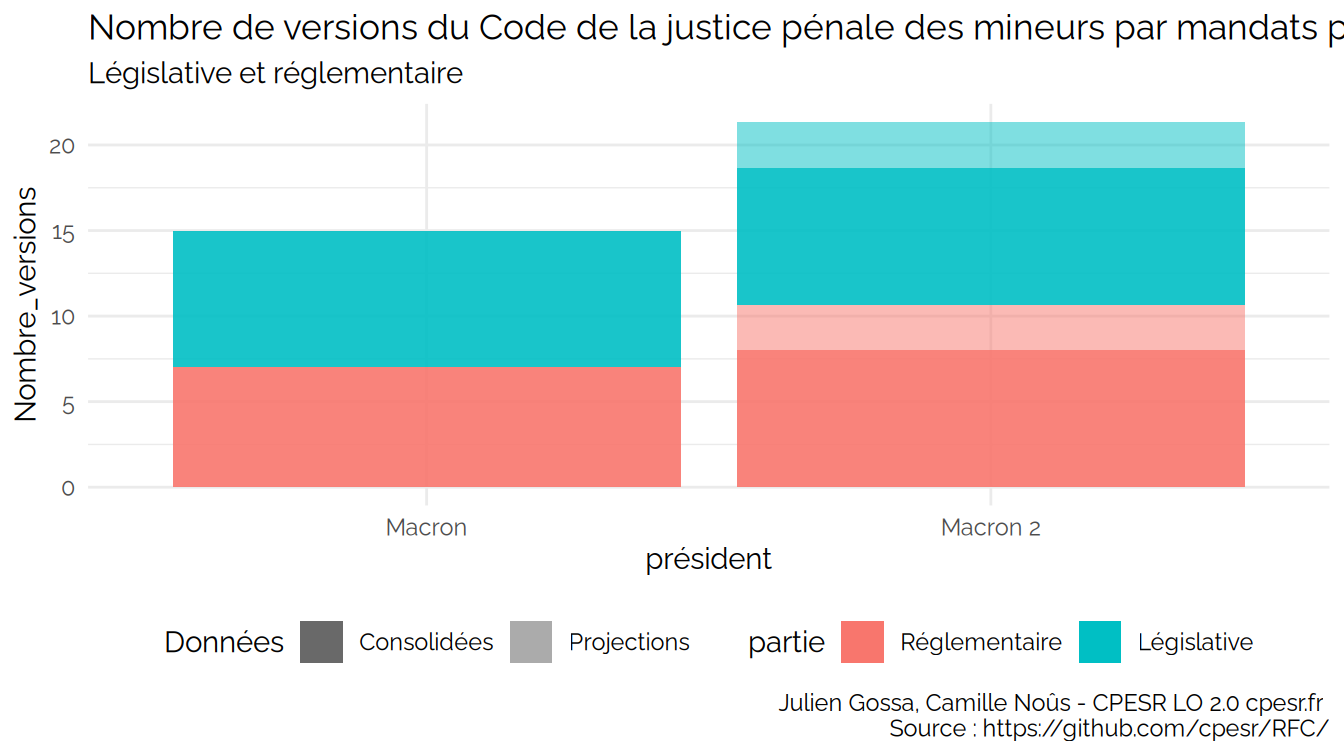 Nombre de versions du Code de la justice pénale des mineurs par mandats p
Législative et réglementaire
Nombre_versions
20
15
10
5
0
Macron
Macron 2
président
Données Consolidées Projections partie Réglementaire Législative
Julien Gossa, Camille Noûs - CPESR LO 2.0 cpesr.fr
Source : https://github.com/cpesr/RFC/